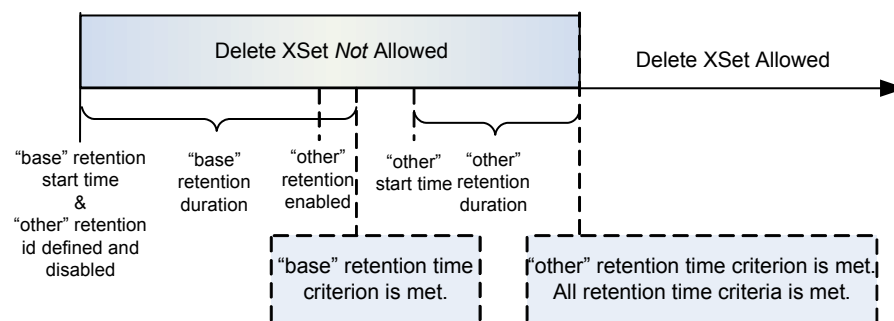 Delete XSet Not Allowed
Delete XSet Allowed
“base” retention
start time
&
“other” retention
id defined and
disabled
“base”
retention
duration
“other”
retention
enabled
“other”
start time
“other”
retention
duration
“base” retention time
criterion is met.
“other” retention time criterion is met.
All retention time criteria is met.